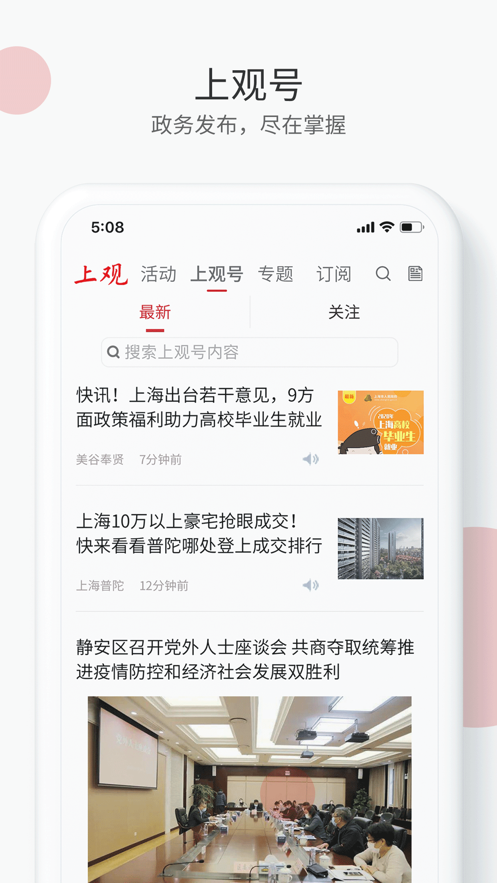 上观号
政务发布，尽在掌握
5:08
上观 活动 上观号 专题 订阅
最新 关注
搜索上观号内容
快讯！上海出台若干意见，9方
面政策福利助力高校毕业生就业
美谷奉贤 7分钟前
2020年
上海高校
毕业生
就业
上海10万以上豪宅抢眼成交！
快来看看普陀哪处登上成交排行
上海普陀 12分钟前
静安区召开党外人士座谈会 共商夺取统筹推
进疫情防控和经济社会发展双胜利